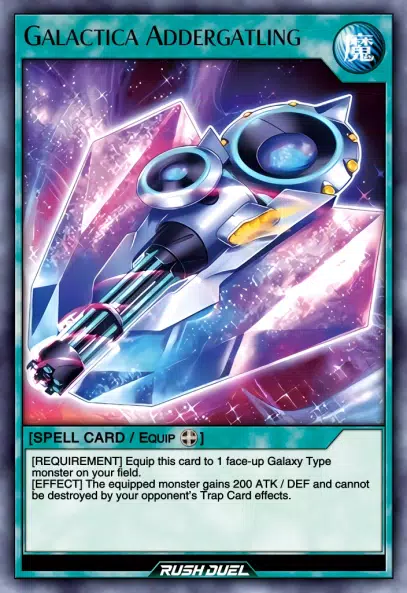 Galactica Addergatling
魔
[SPELL CARD / Equip ]
[REQUIREMENT] Equip this card to 1 face-up Galaxy Type
monster on your field.
[EFFECT] The equipped monster gains 200 ATK / DEF and cannot
be destroyed by your opponent's Trap Card effects.
RUSH DUEL